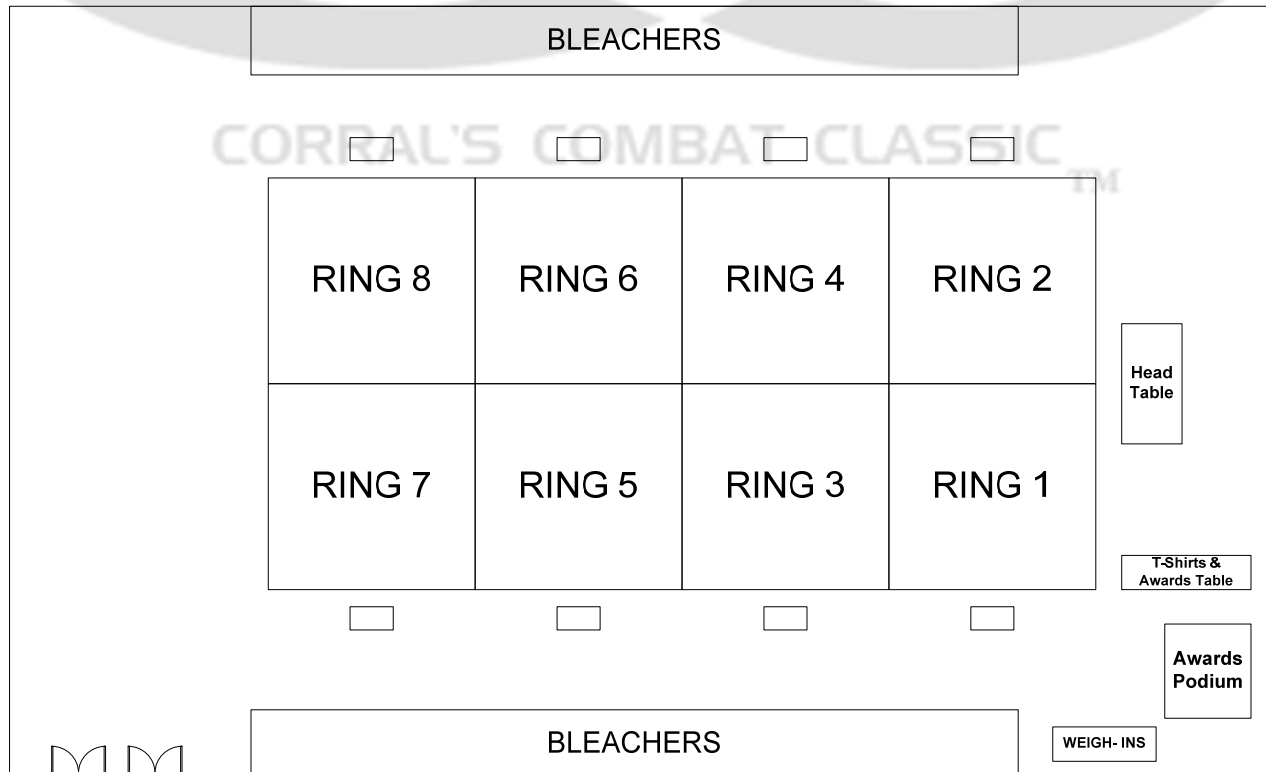 BLEACHERS
CORRAL'S COMBAT CLASSIC
TM
RING 8
RING 6
RING 4
RING 2
Head
Table
RING 7
RING 5
RING 3
RING 1
T-Shirts &
Awards Table
Awards
Podium
BLEACHERS
WEIGH- INS